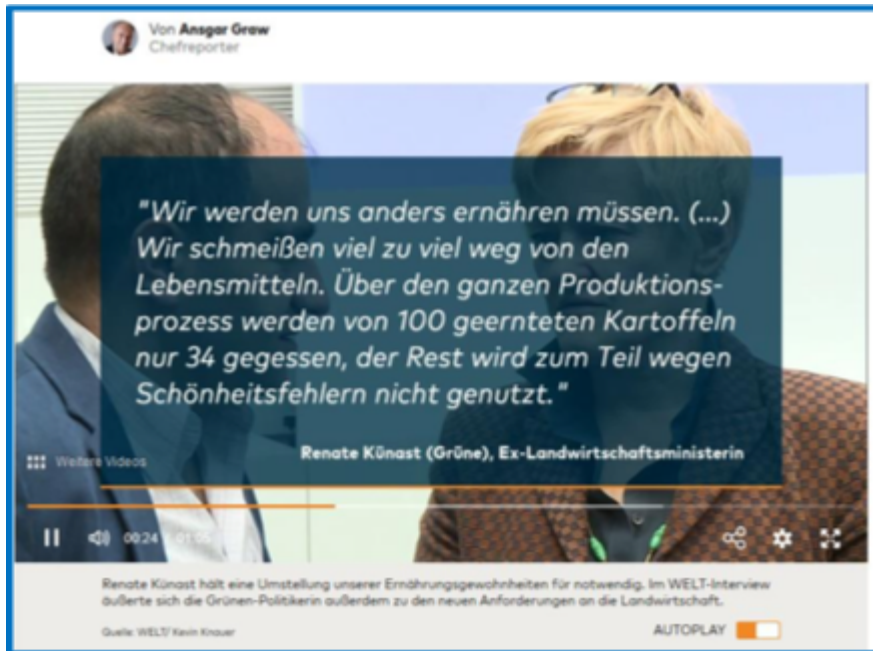 Von Ansgar Graw
Chefreporter
"Wir werden uns anders ernähren müssen. (...)
Wir schmeißen viel zu viel weg von den
Lebensmitteln. Über den ganzen Produktions-
prozess werden von 100 geernteten Kartoffeln
nur 34 gegessen, der Rest wird zum Teil wegen
Schönheitsfehlern nicht genutzt."
Renate Künast (Grüne), Ex-Landwirtschaftsministerin
Weitere Videos
00:24 / 01:05
Renate Künast hält eine Umstellung unserer Ernährungsgewohnheiten für notwendig. Im WELT-Interview
äußerte sich die Grünen-Politikerin außerdem zu den neuen Anforderungen an die Landwirtschaft.
Quelle: WELT/ Kevin Knauer
AUTOPLAY